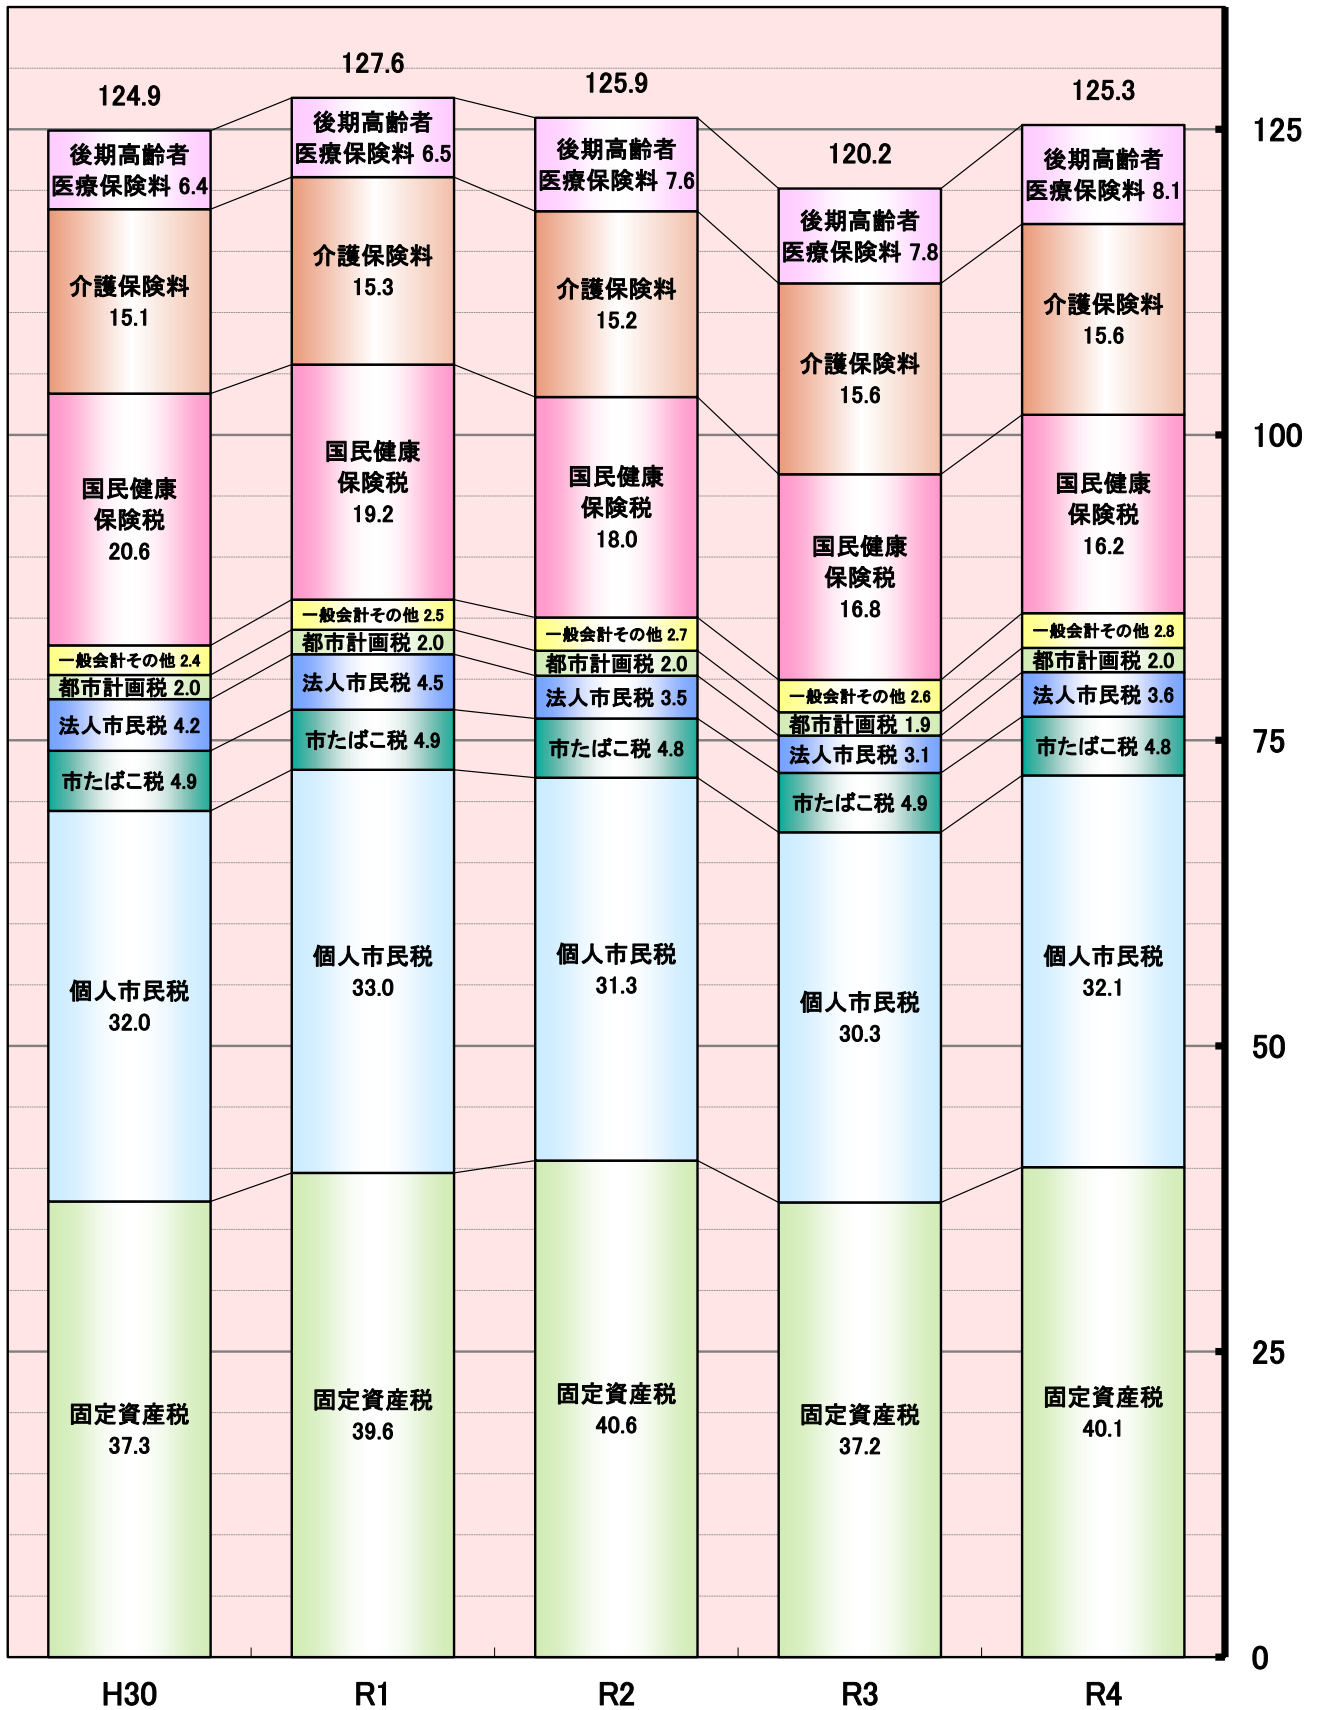 124.9
後期高齢者
医療保険料 6.4
介護保険料
15.1
国民健康
保険税
20.6
一般会計その他 2.4
都市計画税 2.0
法人市民税 4.2
市たばこ税 4.9
個人市民税
32.0
固定資産税
37.3
H30
127.6
後期高齢者
医療保険料 6.5
介護保険料
15.3
国民健康
保険税
19.2
一般会計その他 2.5
都市計画税 2.0
法人市民税 4.5
市たばこ税 4.9
個人市民税
33.0
固定資産税
39.6
R1
125.9
後期高齢者
医療保険料 7.6
介護保険料
15.2
国民健康
保険税
18.0
一般会計その他 2.7
都市計画税 2.0
法人市民税 3.5
市たばこ税 4.8
個人市民税
31.3
固定資産税
40.6
R2
120.2
後期高齢者
医療保険料 7.8
介護保険料
15.6
国民健康
保険税
16.8
一般会計その他 2.6
都市計画税 1.9
法人市民税 3.1
市たばこ税 4.9
個人市民税
30.3
固定資産税
37.2
R3
125.3
後期高齢者
医療保険料 8.1
介護保険料
15.6
国民健康
保険税
16.2
一般会計その他 2.8
都市計画税 2.0
法人市民税 3.6
市たばこ税 4.8
個人市民税
32.1
固定資産税
40.1
R4
125
100
75
50
25
0